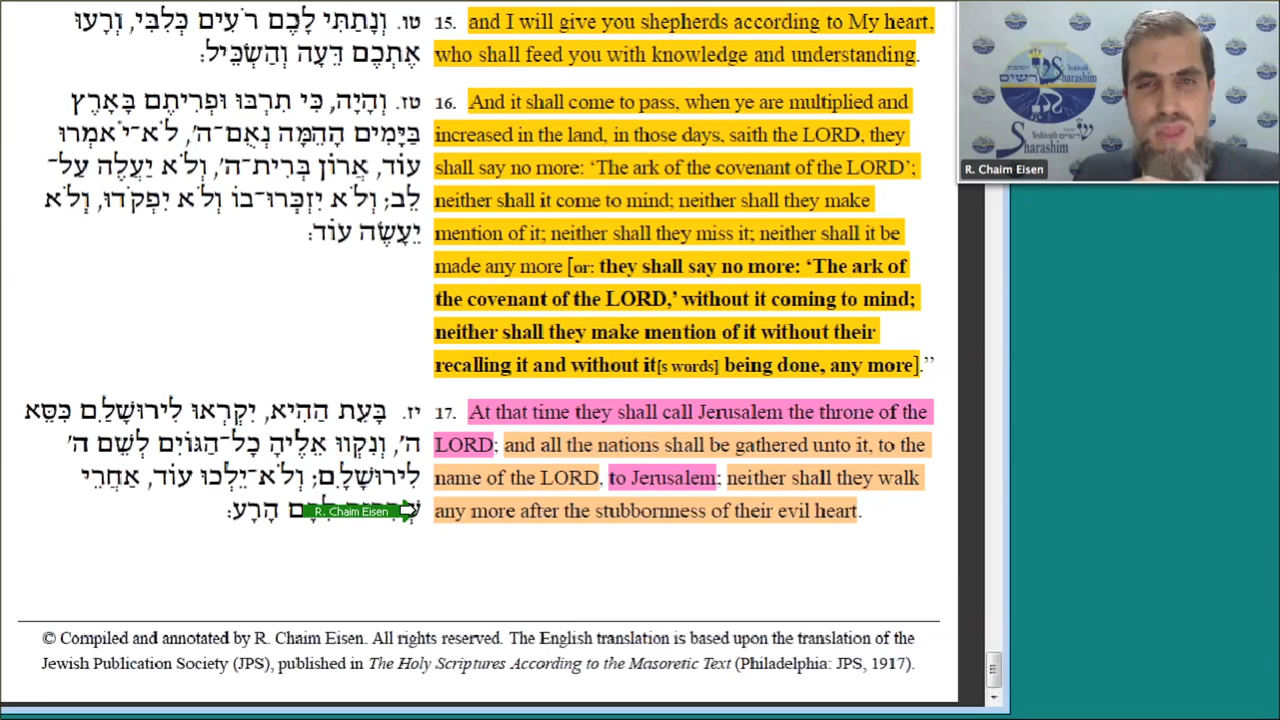 טו. וְנָתַתִּי לָכֶם רֹעִים כְּלִבִּי, וְרָעוּ
אֶתְכֶם דֵּעָה וְהַשְׂכֵּיל:
15. and I will give you shepherds according to My heart,
who shall feed you with knowledge and understanding.
טז. וְהָיָה, כִּי תִרְבּוּ וּפְרִיתֶם בָּאָרֶץ
בַּיָּמִים הָהֵמָּה נְאֻם־ה', לֹא־יֹאמְרוּ
עוֹד, אֲרוֹן בְּרִית־ה', וְלֹא יַעֲלֶה עַל־
לֵב; וְלֹא יִזְכְּרוּ־בוֹ וְלֹא יִפְקֹדוּ, וְלֹא
יֵעָשֶׂה עוֹד:
16. And it shall come to pass, when ye are multiplied and
increased in the land, in those days, saith the LORD, they
shall say no more: ‘The ark of the covenant of the LORD’;
neither shall it come to mind; neither shall they make
mention of it; neither shall they miss it; neither shall it be
made any more [or: they shall say no more: ‘The ark of
the covenant of the LORD,’ without it coming to mind;
neither shall they make mention of it without their
recalling it and without it[s words] being done, any more].”
יז. בָּעֵת הַהִיא, יִקְרְאוּ לִירוּשָׁלַ͏ִם כִּסֵּא
ה', וְנִקְווּ אֵלֶיהָ כָל־הַגּוֹיִם לְשֵׁם ה'
לִירוּשָׁלָ͏ִם; וְלֹא־יֵלְכוּ עוֹד, אַחֲרֵי
הָרָע:
17. At that time they shall call Jerusalem the throne of the
LORD; and all the nations shall be gathered unto it, to the
name of the LORD, to Jerusalem; neither shall they walk
any more after the stubbornness of their evil heart.
R. Chaim Eisen
© Compiled and annotated by R. Chaim Eisen. All rights reserved. The English translation is based upon the translation of the
Jewish Publication Society (JPS), published in The Holy Scriptures According to the Masoretic Text (Philadelphia: JPS, 1917).
Yeshivath
Sharashim
Yeshivath
Sharashim
R. Chaim Eisen